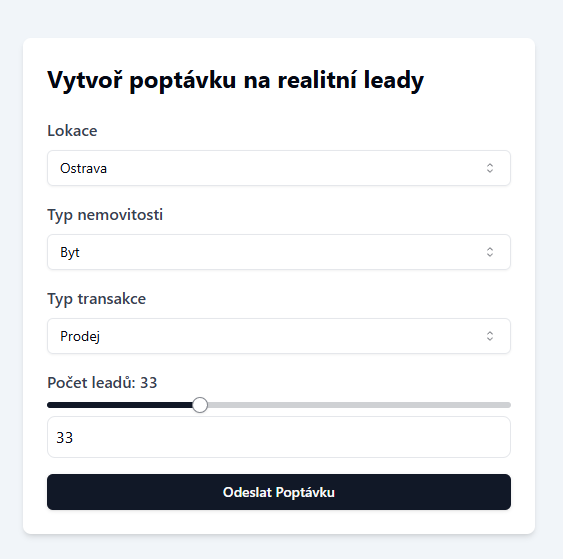 Vytvoř poptávku na realitní leady
Lokace
Ostrava
Typ nemovitosti
Byt
Typ transakce
Prodej
Počet leadů: 33
33
Odeslat Poptávku